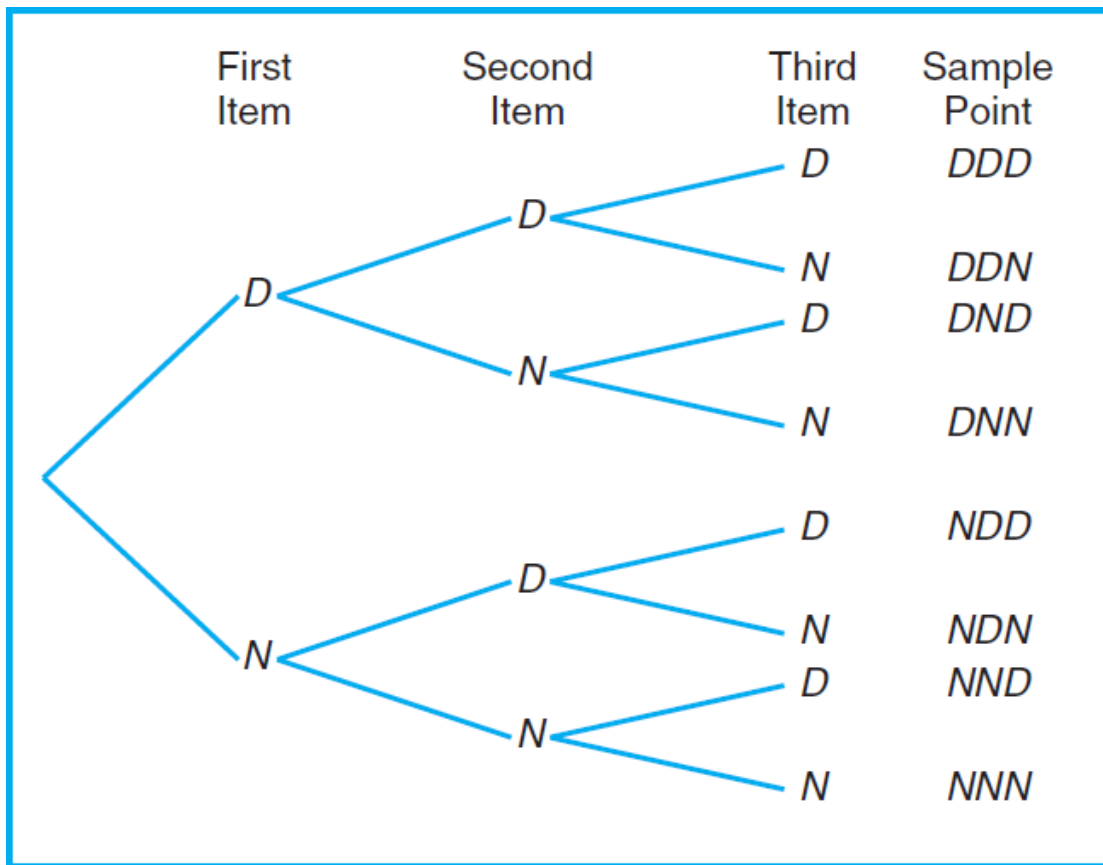 First Second Third Sample
Item Item Item Point
D DDD
D
N DDN
D
D DND
N
N DNN
D NDD
D
N NDN
N
D NND
N
N NNN